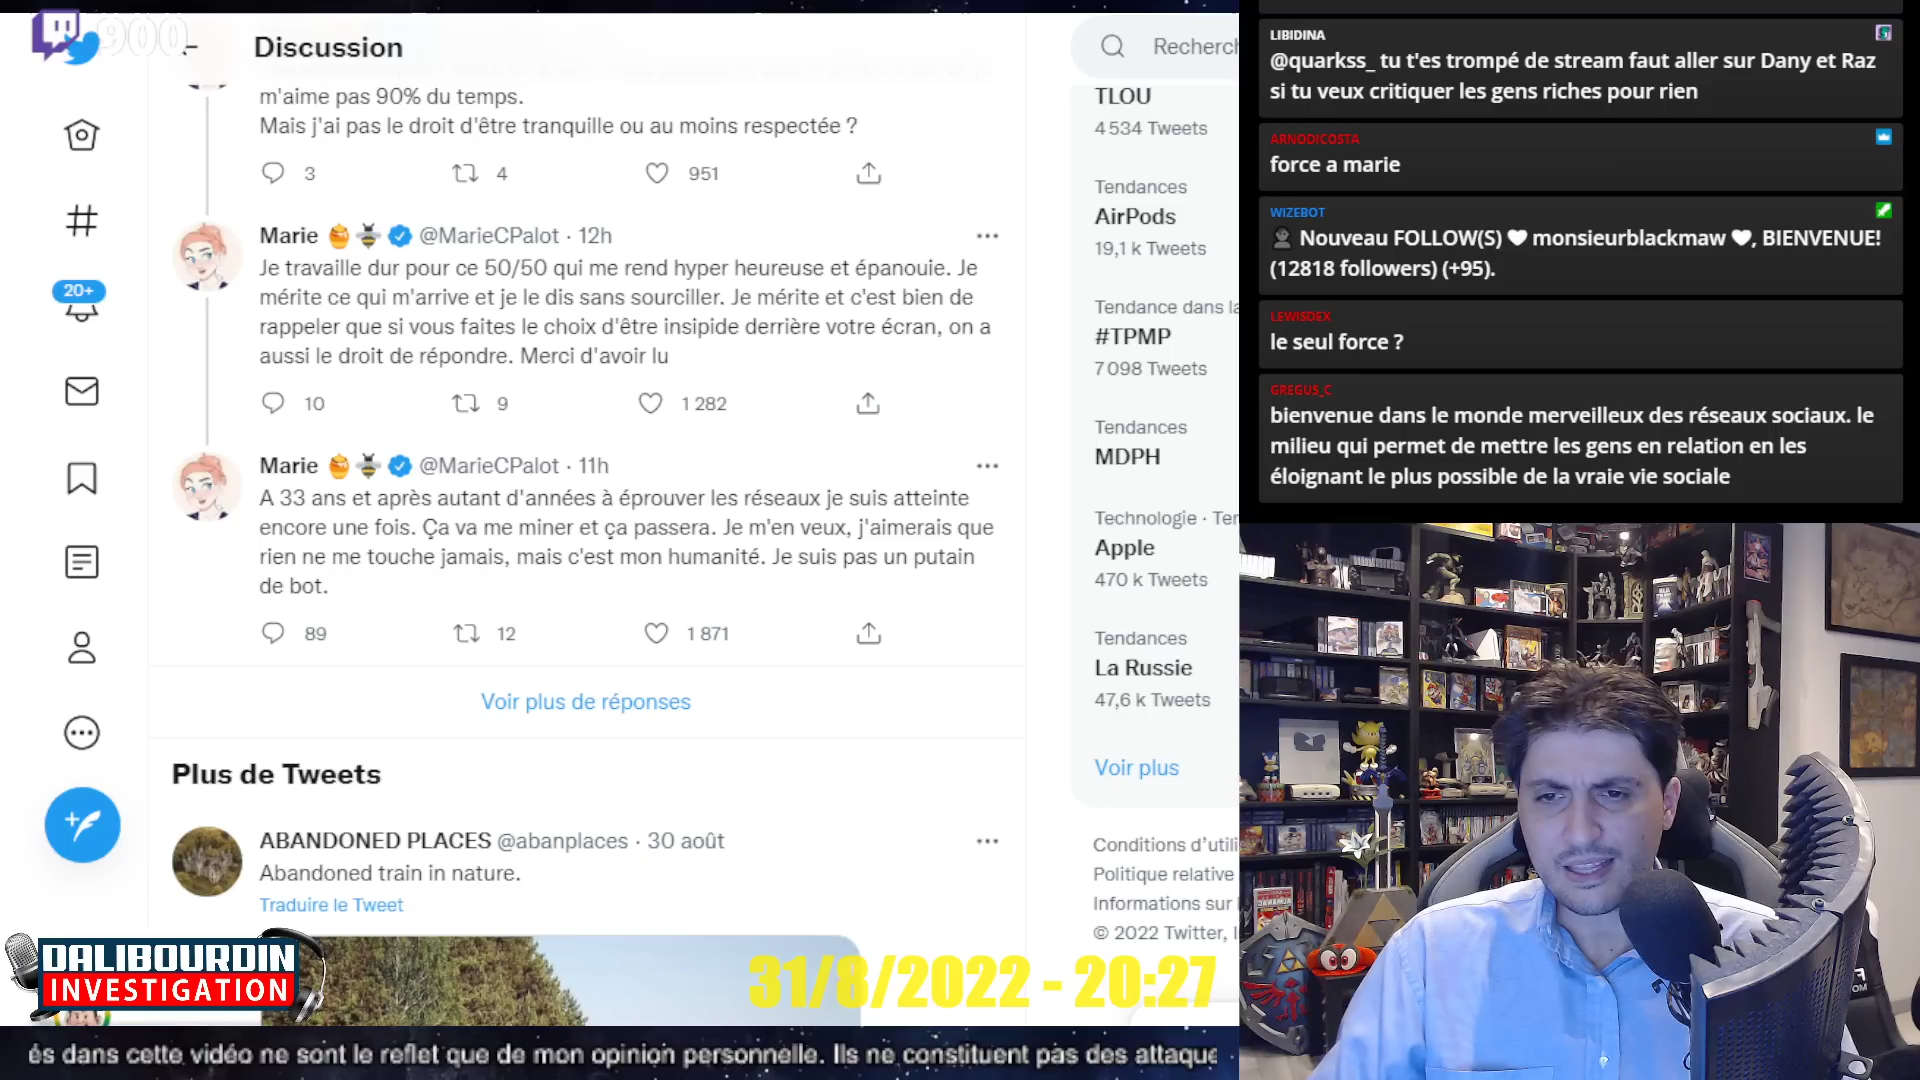 900
Discussion
m'aime pas 90% du temps.
Mais j'ai pas le droit d'être tranquille ou au moins respectée ?
3 4 951
Marie @MarieCPalot · 12h
Je travaille dur pour ce 50/50 qui me rend hyper heureuse et épanouie. Je
mérite ce qui m'arrive et je le dis sans sourciller. Je mérite et c'est bien de
rappeler que si vous faites le choix d'être insipide derrière votre écran, on a
aussi le droit de répondre. Merci d'avoir lu
10 9 1 282
Marie @MarieCPalot · 11h
A 33 ans et après autant d'années à éprouver les réseaux je suis atteinte
encore une fois. Ça va me miner et ça passera. Je m'en veux, j'aimerais que
rien ne me touche jamais, mais c'est mon humanité. Je suis pas un putain
de bot.
89 12 1 871
Voir plus de réponses
Plus de Tweets
ABANDONED PLACES @abanplaces · 30 août
Abandoned train in nature.
Traduire le Tweet
20+
Recherch
TLOU
4 534 Tweets
Tendances
AirPods
19,1 k Tweets
Tendance dans la
#TPMP
7 098 Tweets
Tendances
MDPH
Technologie · Ter
Apple
470 k Tweets
Tendances
La Russie
47,6 k Tweets
Voir plus
Conditions d'utili
Politique relative
Informations sur
© 2022 Twitter, I
LIBIDINA
@quarkss_ tu t'es trompé de stream faut aller sur Dany et Raz
si tu veux critiquer les gens riches pour rien
ARNODICOSTA
force a marie
WIZEBOT
Nouveau FOLLOW(S) monsieurblackmaw , BIENVENUE!
(12818 followers) (+95).
LEWISDEX
le seul force ?
GREGUS_C
bienvenue dans le monde merveilleux des réseaux sociaux. le
milieu qui permet de mettre les gens en relation en les
éloignant le plus possible de la vraie vie sociale
DALIBOURDIN
INVESTIGATION
31/8/2022 - 20:27
és dans cette vidéo ne sont le reflet que de mon opinion personnelle. Ils ne constituent pas des attaque